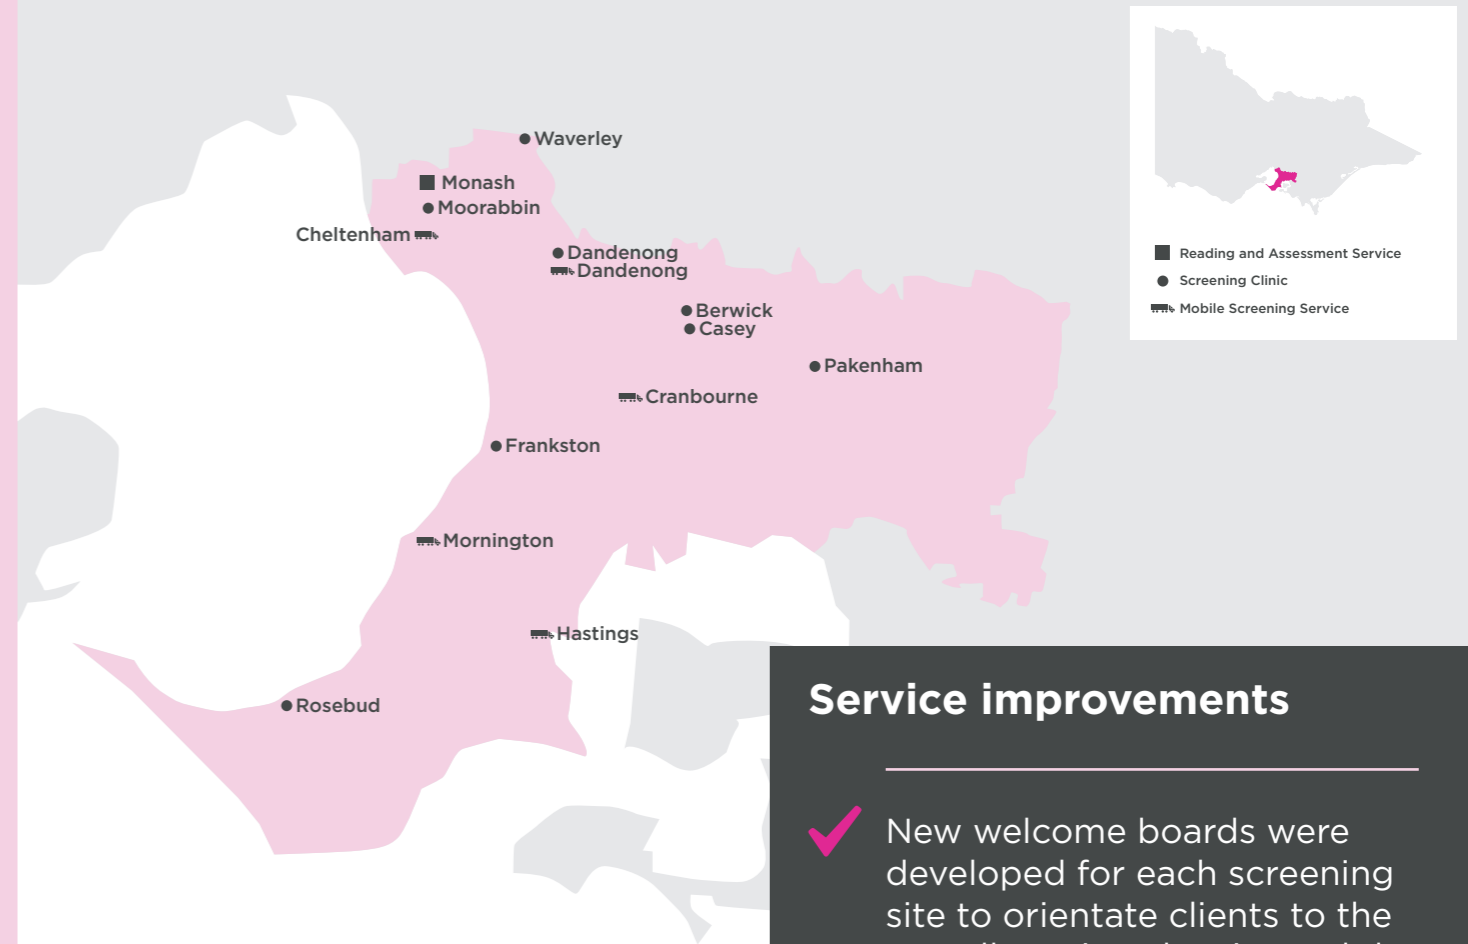 Waverley
Monash
Moorabbin
Cheltenham
Dandenong
Dandenong
Berwick
Casey
Pakenham
Cranbourne
Frankston
Mornington
Hastings
Rosebud
Reading and Assessment Service
Screening Clinic
Mobile Screening Service
Service improvements
New welcome boards were
developed for each screening
site to orientate clients to the